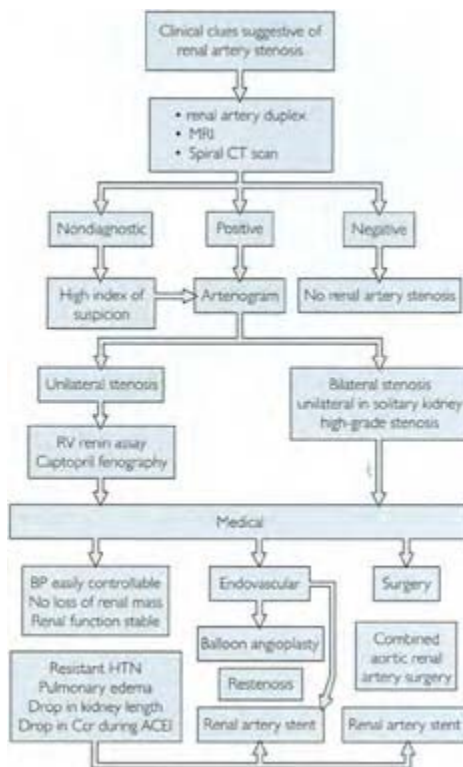 Clinical clues suggestive of
renal artery stenosis
• renal artery duplex
• MRI
• Spiral CT scan
Nondiagnostic
Positive
Negative
High index of
suspicion
Artenogram
No renal artery stenosis
Unilateral stenosis
Bilateral stenosis
unilateral in solitary kidney
high-grade stenosis
RV renin assay
Captopril fenography
Medical
BP easily controllable
No loss of renal mass
Renal function stable
Endovascular
Surgery
Balloon angioplasty
Combined
aortic renal
artery surgery
Resistant HTN
Pulmonary edema
Drop in kidney length
Drop in Ccr during ACEI
Restenosis
Renal artery stent
Renal artery stent